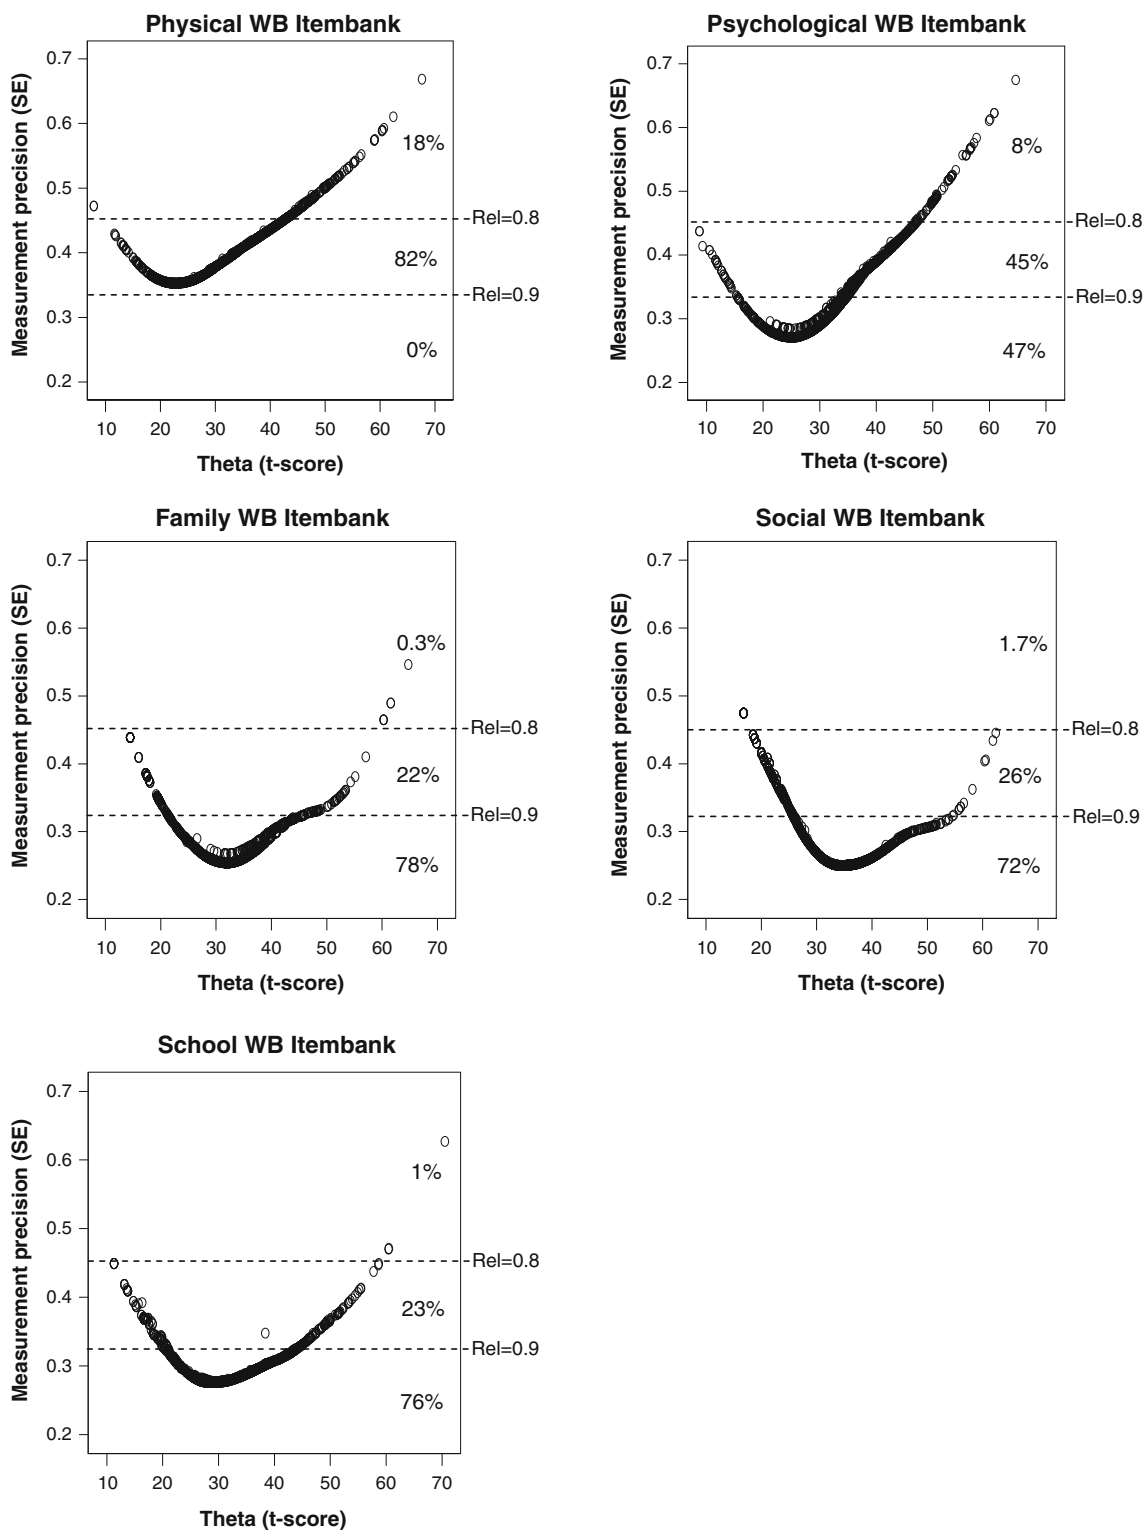 Physical WB Itembank
Measurement precision (SE)
0.7
0.6
0.5
0.4
0.3
0.2
18%
82%
0%
Rel=0.8
Rel=0.9
10 20 30 40 50 60 70
Theta (t-score)
Psychological WB Itembank
Measurement precision (SE)
0.7
0.6
0.5
0.4
0.3
0.2
8%
45%
47%
Rel=0.8
Rel=0.9
10 20 30 40 50 60 70
Theta (t-score)
Family WB Itembank
Measurement precision (SE)
0.7
0.6
0.5
0.4
0.3
0.2
0.3%
22%
78%
Rel=0.8
Rel=0.9
10 20 30 40 50 60 70
Theta (t-score)
Social WB Itembank
Measurement precision (SE)
0.7
0.6
0.5
0.4
0.3
0.2
1.7%
26%
72%
Rel=0.8
Rel=0.9
10 20 30 40 50 60 70
Theta (t-score)
School WB Itembank
Measurement precision (SE)
0.7
0.6
0.5
0.4
0.3
0.2
1%
23%
76%
Rel=0.8
Rel=0.9
10 20 30 40 50 60 70
Theta (t-score)